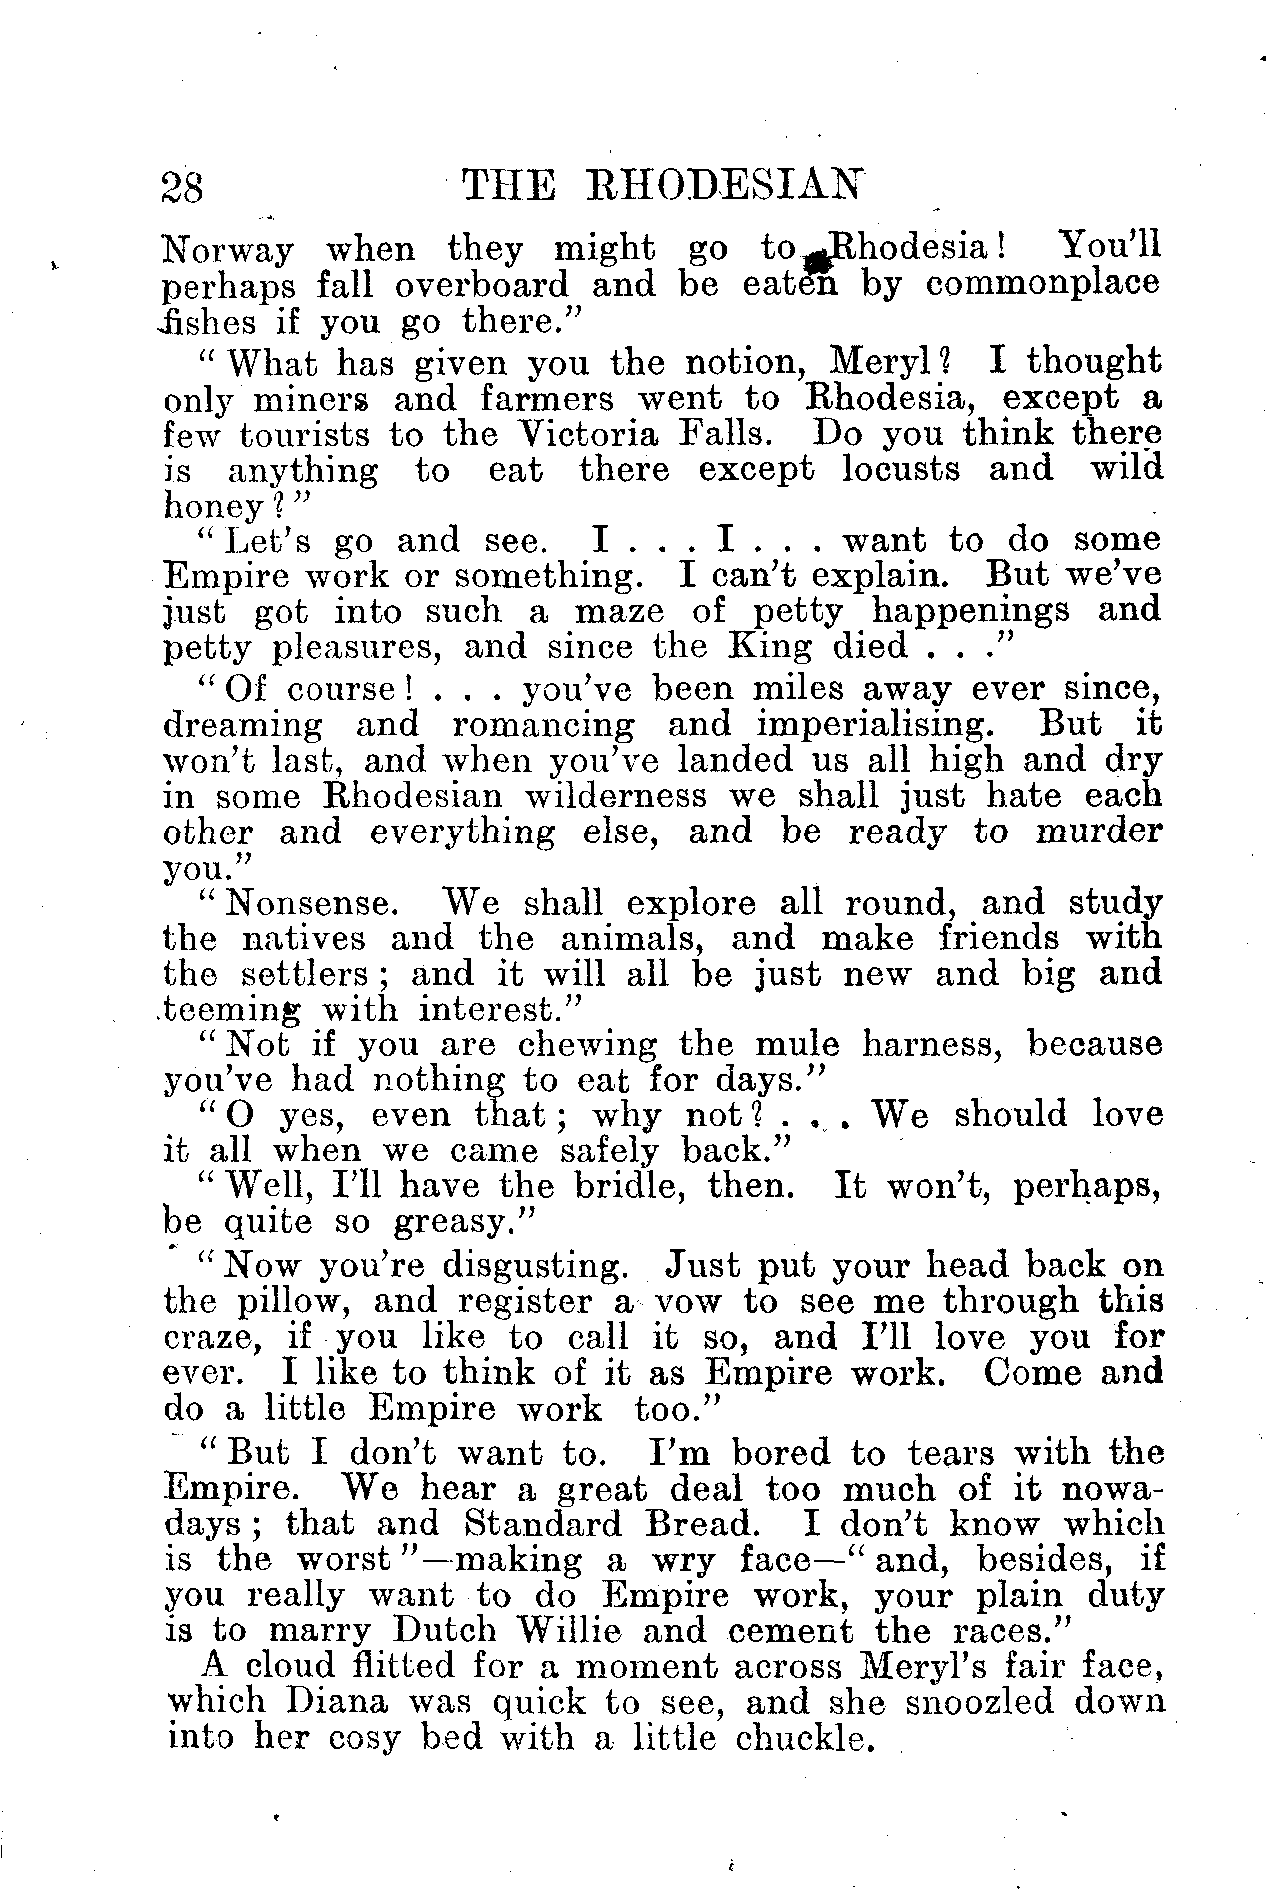 28 THE RHODESIAN
Norway when they might go to Rhodesia! You'll
perhaps fall overboard and be eaten by commonplace
fishes if you go there."
"What has given you the notion, Meryl? I thought
only miners and farmers went to Rhodesia, except a
few tourists to the Victoria Falls. Do you think there
is anything to eat there except locusts and wild
honey?"
"Let's go and see. I . . . I . . . want to do some
Empire work or something. I can't explain. But we've
just got into such a maze of petty happenings and
petty pleasures, and since the King died . . ."
"Of course! . . . you've been miles away ever since,
dreaming and romancing and imperialising. But it
won't last, and when you've landed us all high and dry
in some Rhodesian wilderness we shall just hate each
other and everything else, and be ready to murder
you."
"Nonsense. We shall explore all round, and study
the natives and the animals, and make friends with
the settlers; and it will all be just new and big and
teeming with interest."
"Not if you are chewing the mule harness, because
you've had nothing to eat for days."
"O yes, even that; why not? . . . We should love
it all when we came safely back."
"Well, I'll have the bridle, then. It won't, perhaps,
be quite so greasy."
"Now you're disgusting. Just put your head back on
the pillow, and register a vow to see me through this
craze, if you like to call it so, and I'll love you for
ever. I like to think of it as Empire work. Come and
do a little Empire work too."
"But I don't want to. I'm bored to tears with the
Empire. We hear a great deal too much of it nowa-
days; that and Standard Bread. I don't know which
is the worst"—making a wry face—"and, besides, if
you really want to do Empire work, your plain duty
is to marry Dutch Willie and cement the races."
A cloud flitted for a moment across Meryl's fair face,
which Diana was quick to see, and she snoozled down
into her cosy bed with a little chuckle.